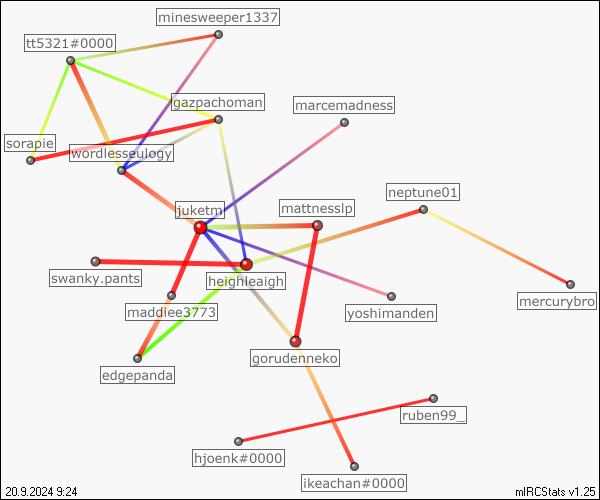 minesweeper1337
tt5321#0000
gazpachoman
marcemadness
sorapie
wordlesseulogy
neptune01
juketm
mattnesslp
swanky.pants
heighleaigh
mercurybro
maddiee3773
yoshimanden
gorudenneko
edgepanda
ruben99_
hjoenk#0000
ikeachan#0000
20.9.2024 9:24
mIRCStats v1.25